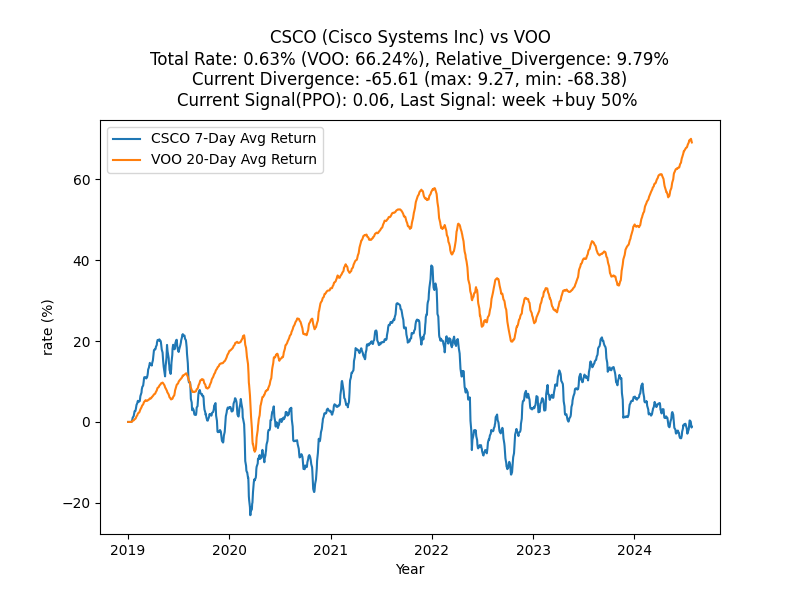 CSCO (Cisco Systems Inc) vs VOO
Total Rate: 0.63% (VOO: 66.24%), Relative_Divergence: 9.79%
Current Divergence: -65.61 (max: 9.27, min: -68.38)
Current Signal(PPO): 0.06, Last Signal: week +buy 50%
CSCO 7-Day Avg Return
VOO 20-Day Avg Return
rate (%)
60
40
20
0
−20
2019 2020 2021 2022 2023 2024
Year